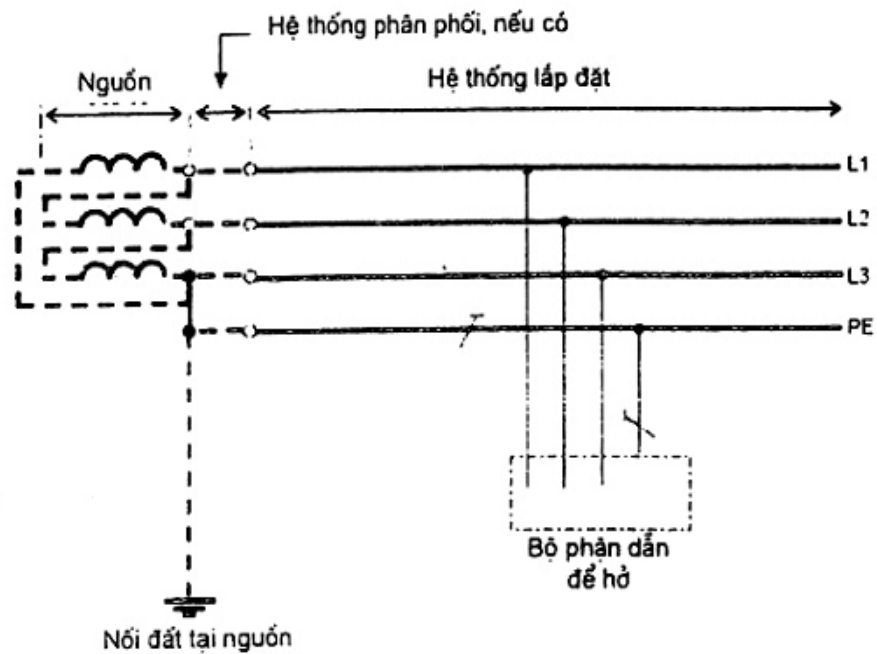 Hệ thống phân phối, nếu có
Nguồn
Hệ thống lắp đặt
L1
L2
L3
PE
Bộ phận dẫn
để hở
Nối đất tại nguồn